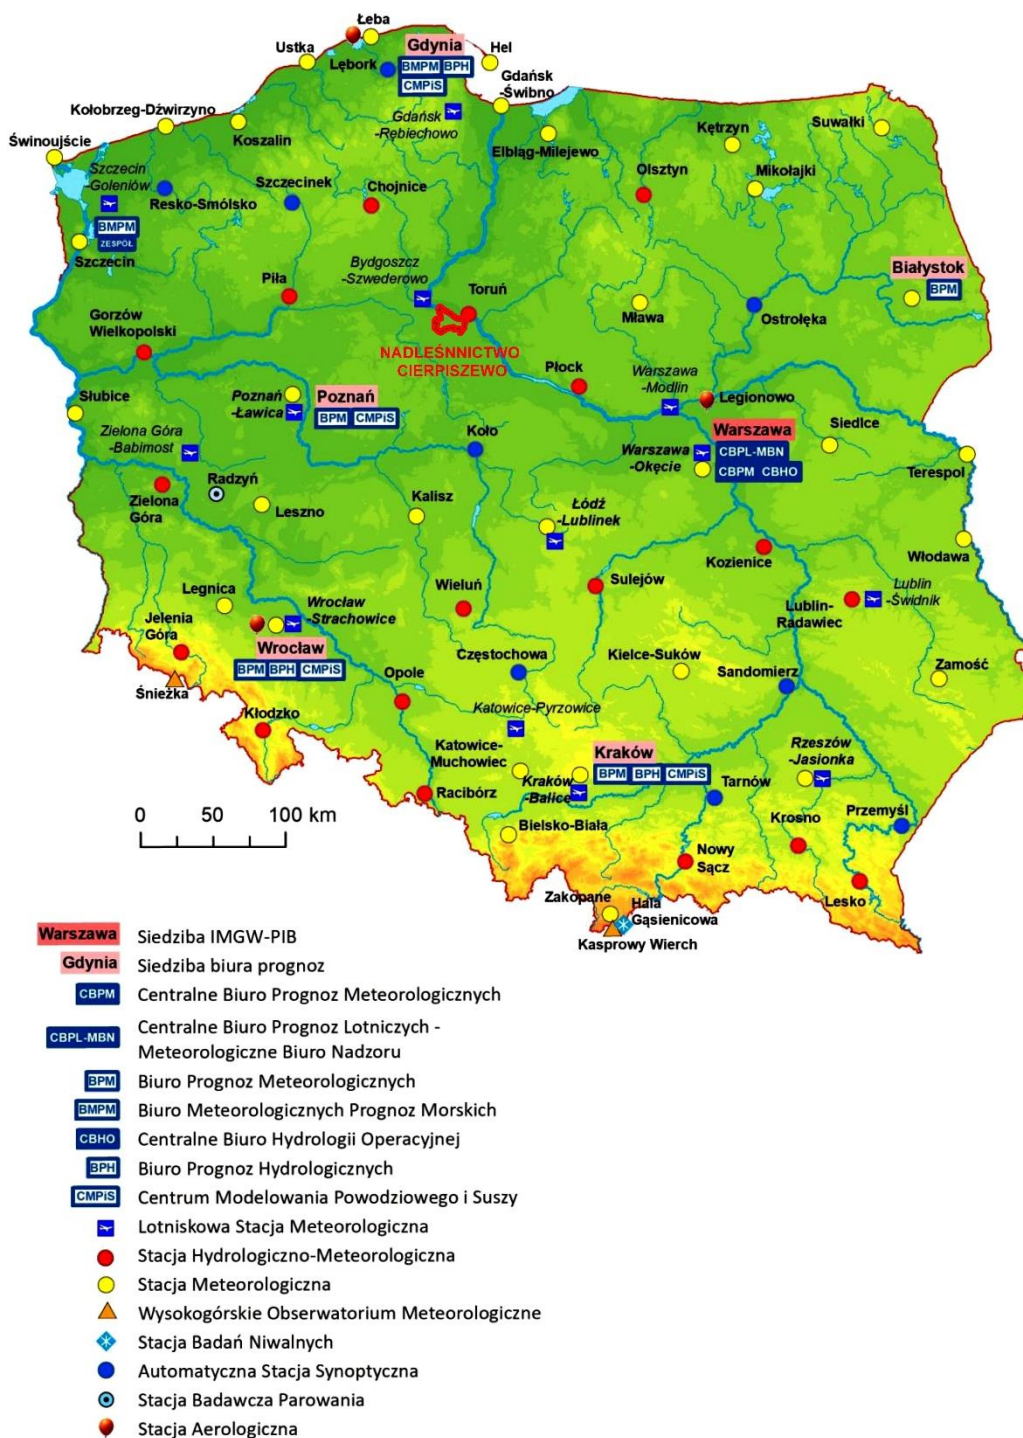 Łeba
Ustka
Gdynia
Hel
Lębork
BMPM BPH
CMPiS
Gdańsk
-Świbno
Kołobrzeg-Dźwirzyno
Gdańsk
-Rębiechowo
Koszalin
Świnoujście
Elbląg-Milejewo
Kętrzyn
Suwałki
Szczecin
-Goleniów
Resko-Smólsko
Szczecinek
Chojnice
Olsztyn
Mikołajki
BMPM
ZESPÓŁ
Szczecin
Bydgoszcz
-Szwederowo
Białystok
BPM
Piła
Toruń
Mława
Ostrołęka
Gorzów
Wielkopolski
NADLEŚNNICTWO
CIERPISZEWO
Płock
Warszawa
-Modlin
Legionowo
Słubice
Poznań
-Ławica
Poznań
BPM CMPiS
Zielona Góra
-Babimost
Koło
Warszawa
-Okęcie
Warszawa
CBPL-MBN
CBPM CBHO
Siedlce
Terespol
Radzyń
Zielona
Góra
Leszno
Kalisz
Łódź
-Lublinek
Włodawa
Kozienice
Legnica
Wrocław
-Strachowice
Wieluń
Sulejów
Lublin
-Świdnik
Lublin-
Radawiec
Jelenia
Góra
Wrocław
BPM BPH CMPiS
Śnieżka
Częstochowa
Kielce-Suków
Sandomierz
Zamość
Opole
Kłodzko
Katowice-Pyrzowice
Katowice-
Muchowiec
Kraków
BPM BPH CMPiS
Kraków
-Balice
Rzeszów
-Jasionka
Racibórz
Tarnów
Krosno
Przemyśl
0 50 100 km
Bielsko-Biała
Nowy
Sącz
Lesko
Zakopane
Hala
Gąsienicowa
Kasprowy Wierch
Warszawa Siedziba IMGW-PIB
Gdynia Siedziba biura prognoz
CBPM Centralne Biuro Prognoz Meteorologicznych
CBPL-MBN Centralne Biuro Prognoz Lotniczych -
Meteorologiczne Biuro Nadzoru
BPM Biuro Prognoz Meteorologicznych
BMPM Biuro Meteorologicznych Prognoz Morskich
CBHO Centralne Biuro Hydrologii Operacyjnej
BPH Biuro Prognoz Hydrologicznych
CMPiS Centrum Modelowania Powodziowego i Suszy
Lotniskowa Stacja Meteorologiczna
Stacja Hydrologiczno-Meteorologiczna
Stacja Meteorologiczna
Wysokogórskie Obserwatorium Meteorologiczne
Stacja Badań Niwalnych
Automatyczna Stacja Synoptyczna
Stacja Badawcza Parowania
Stacja Aerologiczna